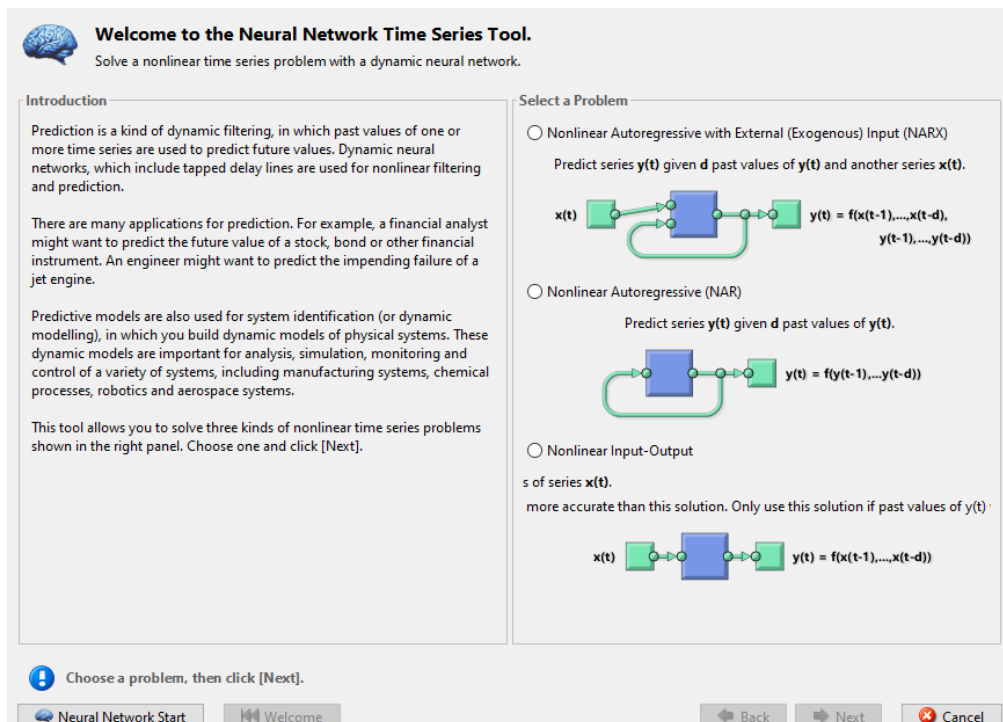 Welcome to the Neural Network Time Series Tool.
Solve a nonlinear time series problem with a dynamic neural network.
Introduction
Prediction is a kind of dynamic filtering, in which past values of one or
more time series are used to predict future values. Dynamic neural
networks, which include tapped delay lines are used for nonlinear filtering
and prediction.
There are many applications for prediction. For example, a financial analyst
might want to predict the future value of a stock, bond or other financial
instrument. An engineer might want to predict the impending failure of a
jet engine.
Predictive models are also used for system identification (or dynamic
modelling), in which you build dynamic models of physical systems. These
dynamic models are important for analysis, simulation, monitoring and
control of a variety of systems, including manufacturing systems, chemical
processes, robotics and aerospace systems.
This tool allows you to solve three kinds of nonlinear time series problems
shown in the right panel. Choose one and click [Next].
Select a Problem
Nonlinear Autoregressive with External (Exogenous) Input (NARX)
Predict series y(t) given d past values of y(t) and another series x(t).
x(t)
y(t) = f(x(t-1),...,x(t-d),
y(t-1),...,y(t-d))
Nonlinear Autoregressive (NAR)
Predict series y(t) given d past values of y(t).
y(t) = f(y(t-1),...y(t-d))
Nonlinear Input-Output
s of series x(t).
more accurate than this solution. Only use this solution if past values of y(t)
x(t)
y(t) = f(x(t-1),...,x(t-d))
Choose a problem, then click [Next].
Neural Network Start
Welcome
Back
Next
Cancel